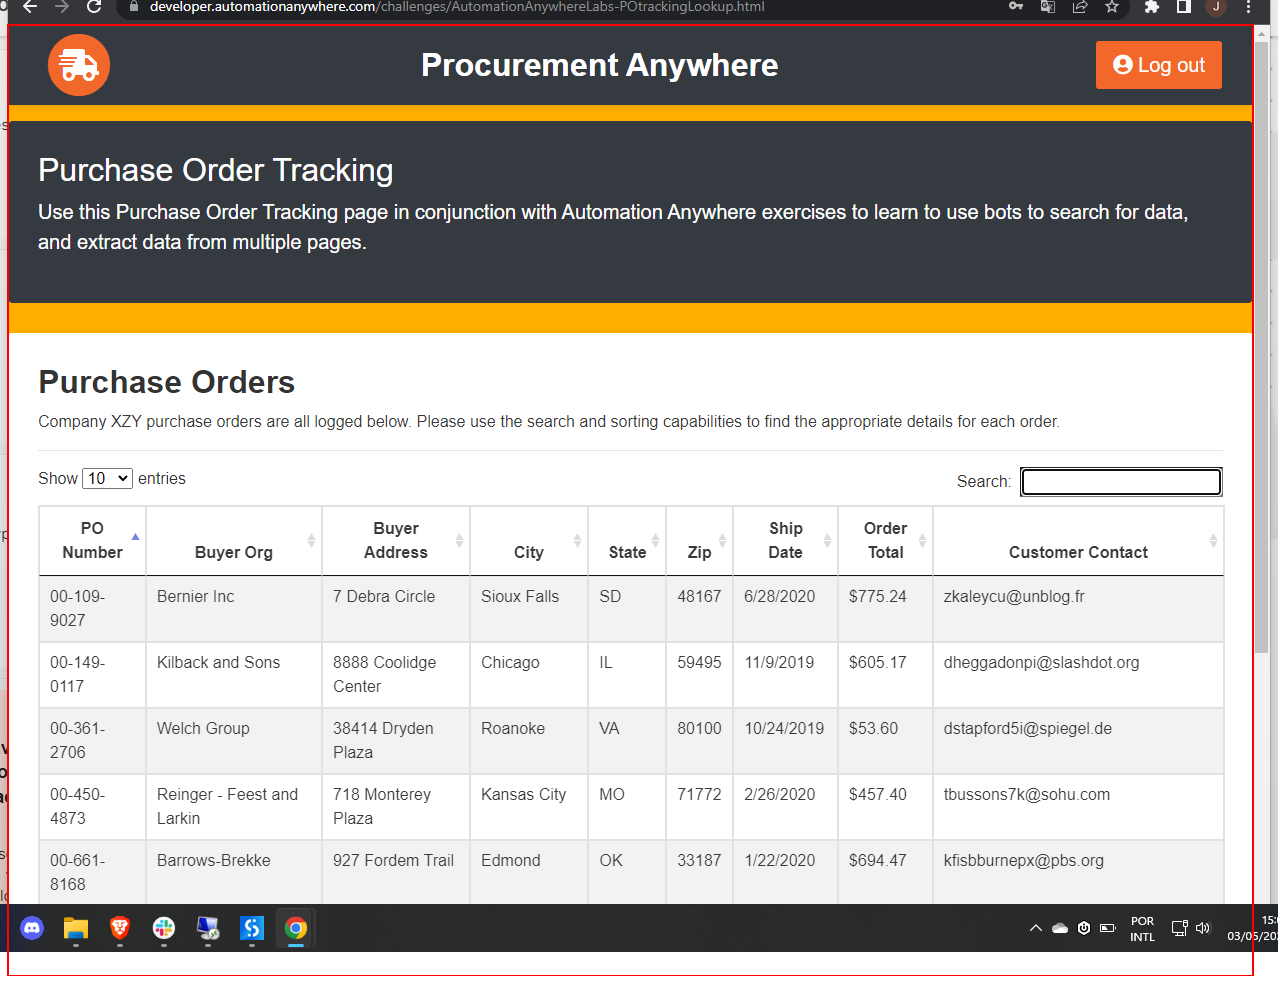 developer.automationanywhere.com/challenges/AutomationAnywhereLabs-POtrackingLookup.html
J
Procurement Anywhere
Log out
Purchase Order Tracking
Use this Purchase Order Tracking page in conjunction with Automation Anywhere exercises to learn to use bots to search for data,
and extract data from multiple pages.
Purchase Orders
Company XZY purchase orders are all logged below. Please use the search and sorting capabilities to find the appropriate details for each order.
Show 10 entries
Search:
PO Number Buyer Org Buyer Address City State Zip Ship Date Order Total Customer Contact
00-109-9027 Bernier Inc 7 Debra Circle Sioux Falls SD 48167 6/28/2020 $775.24 zkaleycu@unblog.fr
00-149-0117 Kilback and Sons 8888 Coolidge Center Chicago IL 59495 11/9/2019 $605.17 dheggadonpi@slashdot.org
00-361-2706 Welch Group 38414 Dryden Plaza Roanoke VA 80100 10/24/2019 $53.60 dstapford5i@spiegel.de
00-450-4873 Reinger - Feest and Larkin 718 Monterey Plaza Kansas City MO 71772 2/26/2020 $457.40 tbussons7k@sohu.com
00-661-8168 Barrows-Brekke 927 Fordem Trail Edmond OK 33187 1/22/2020 $694.47 kfisbburnepx@pbs.org
POR
INTL